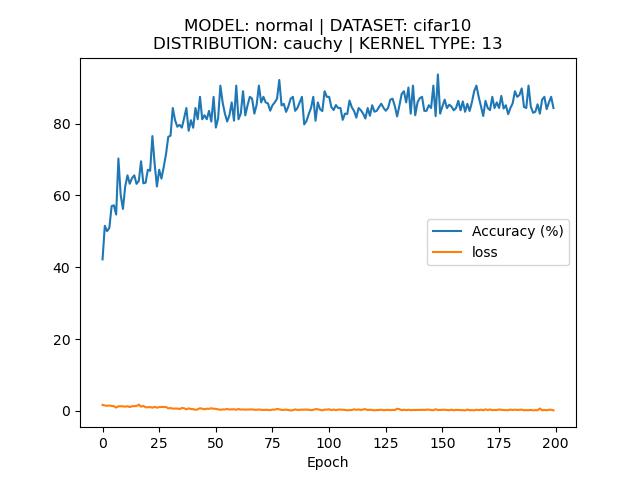 MODEL: normal | DATASET: cifar10
DISTRIBUTION: cauchy | KERNEL TYPE: 13
80
60
40
20
0
Accuracy (%)
loss
0 25 50 75 100 125 150 175 200
Epoch